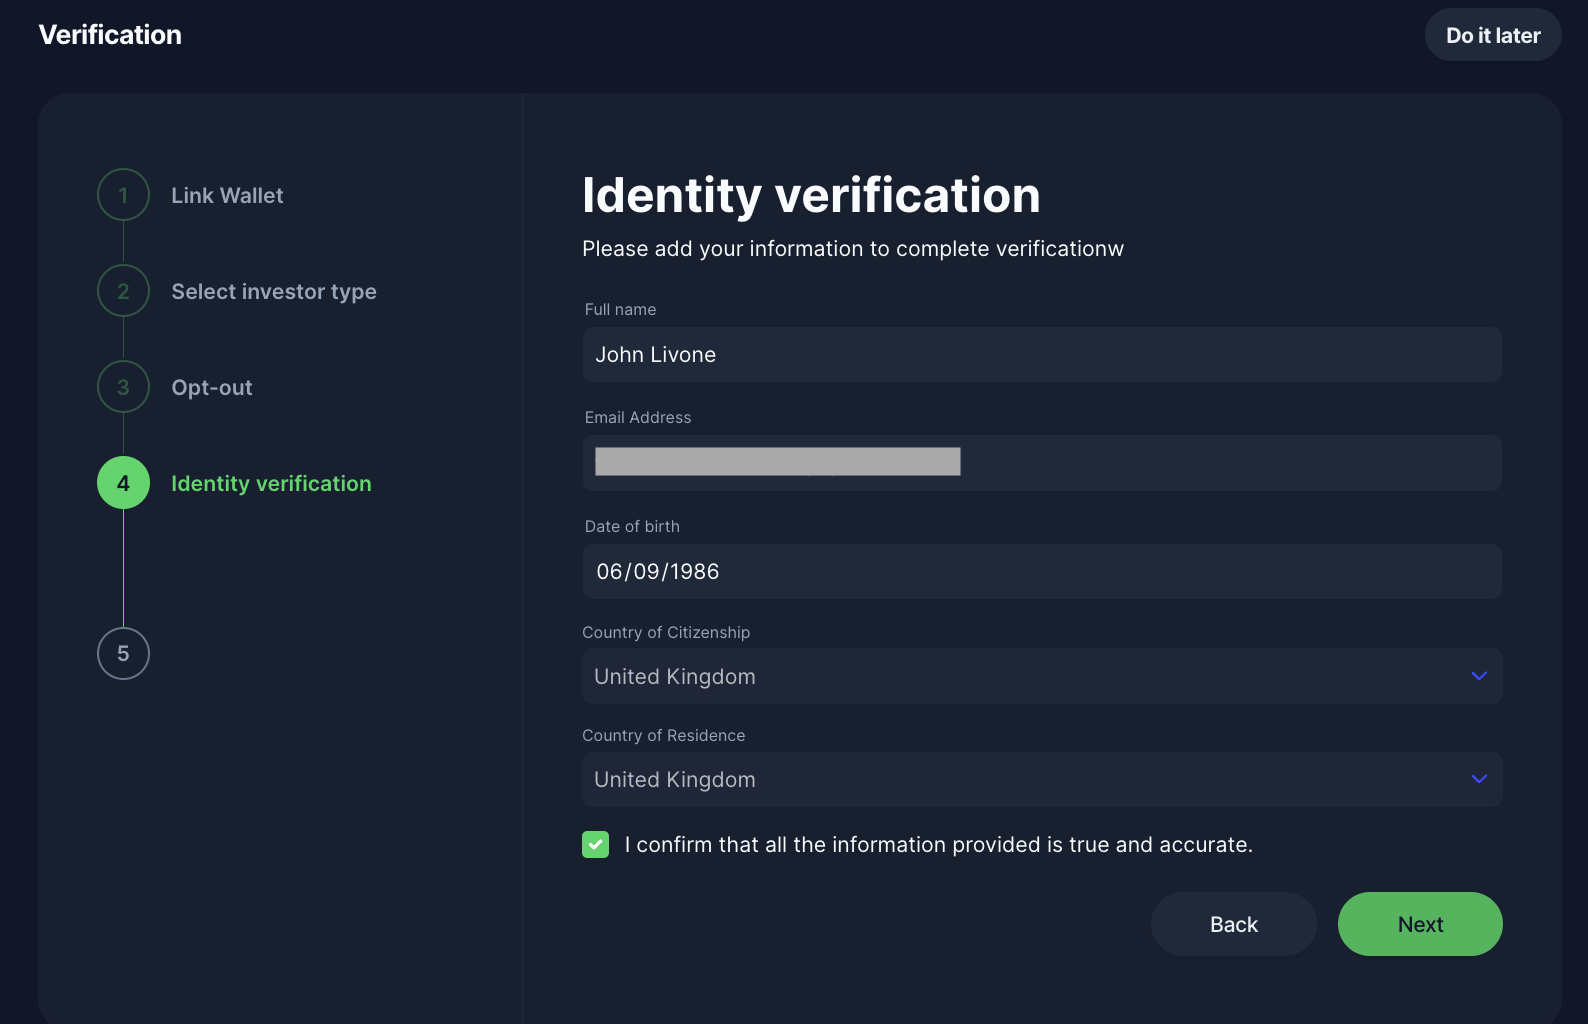 Verification
Do it later
1 Link Wallet
2 Select investor type
3 Opt-out
4 Identity verification
5
Identity verification
Please add your information to complete verificationw
Full name
John Livone
Email Address
Date of birth
06/09/1986
Country of Citizenship
United Kingdom
Country of Residence
United Kingdom
I confirm that all the information provided is true and accurate.
Back
Next